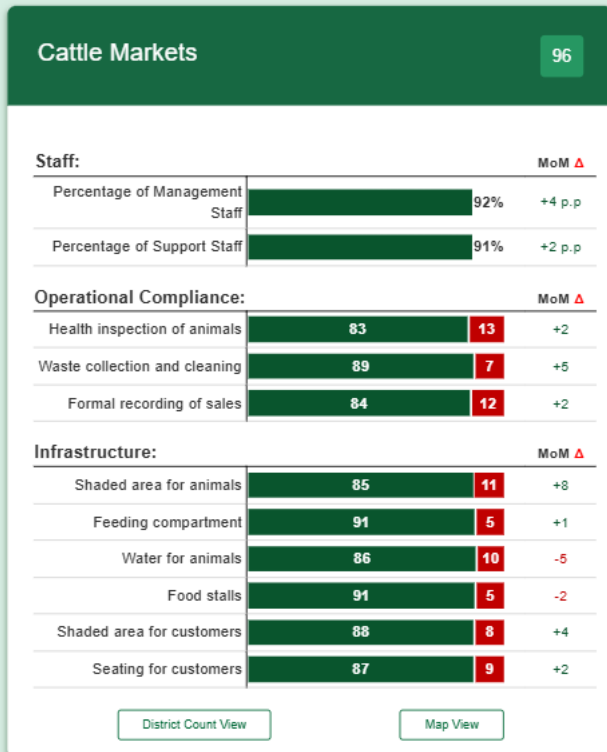 Cattle Markets 96
Staff: MoM Δ
Percentage of Management
Staff 92% +4 p.p
Percentage of Support Staff 91% +2 p.p
Operational Compliance: MoM Δ
Health inspection of animals 83 13 +2
Waste collection and cleaning 89 7 +5
Formal recording of sales 84 12 +2
Infrastructure: MoM Δ
Shaded area for animals 85 11 +8
Feeding compartment 91 5 +1
Water for animals 86 10 -5
Food stalls 91 5 -2
Shaded area for customers 88 8 +4
Seating for customers 87 9 +2
District Count View Map View